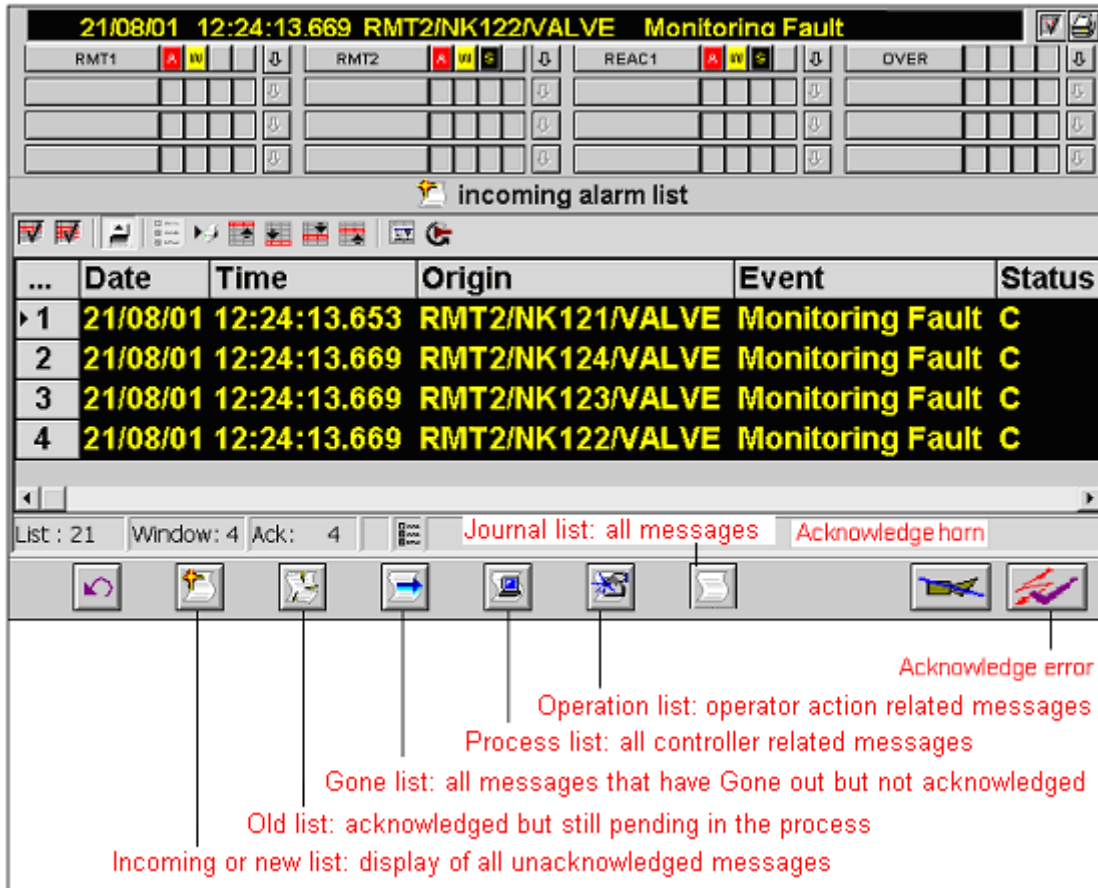 21/08/01 12:24:13.669 RMT2/NK122/VALVE Monitoring Fault
RMT1 A W RMT2 A W S REAC1 A W S OVER
incoming alarm list
... Date Time Origin Event Status
1 21/08/01 12:24:13.653 RMT2/NK121/VALVE Monitoring Fault C
2 21/08/01 12:24:13.669 RMT2/NK124/VALVE Monitoring Fault C
3 21/08/01 12:24:13.669 RMT2/NK123/VALVE Monitoring Fault C
4 21/08/01 12:24:13.669 RMT2/NK122/VALVE Monitoring Fault C
List : 21 Window: 4 Ack: 4 Journal list: all messages Acknowledge horn
Acknowledge error
Operation list: operator action related messages
Process list: all controller related messages
Gone list: all messages that have Gone out but not acknowledged
Old list: acknowledged but still pending in the process
Incoming or new list: display of all unacknowledged messages